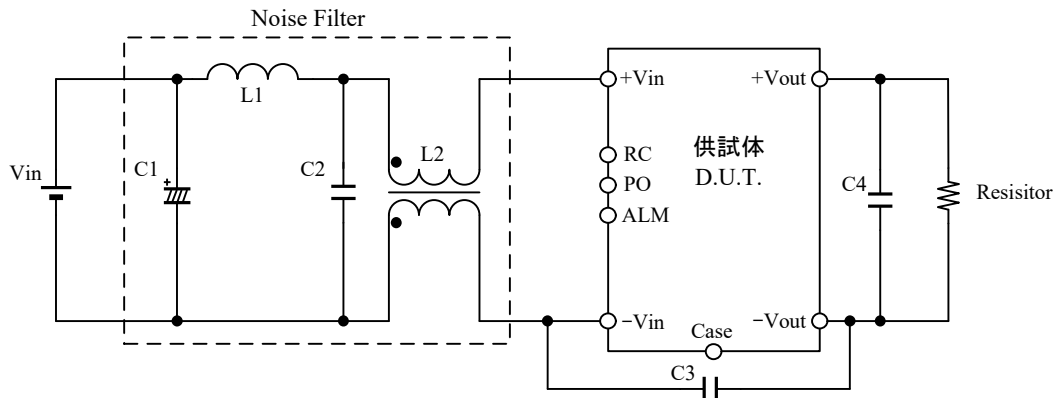 Noise Filter
L1
+Vin
+Vout
Vin
C1
+
C2
L2
RC
PO
ALM
供試体
D.U.T.
C4
Resisitor
−Vin
Case
−Vout
C3